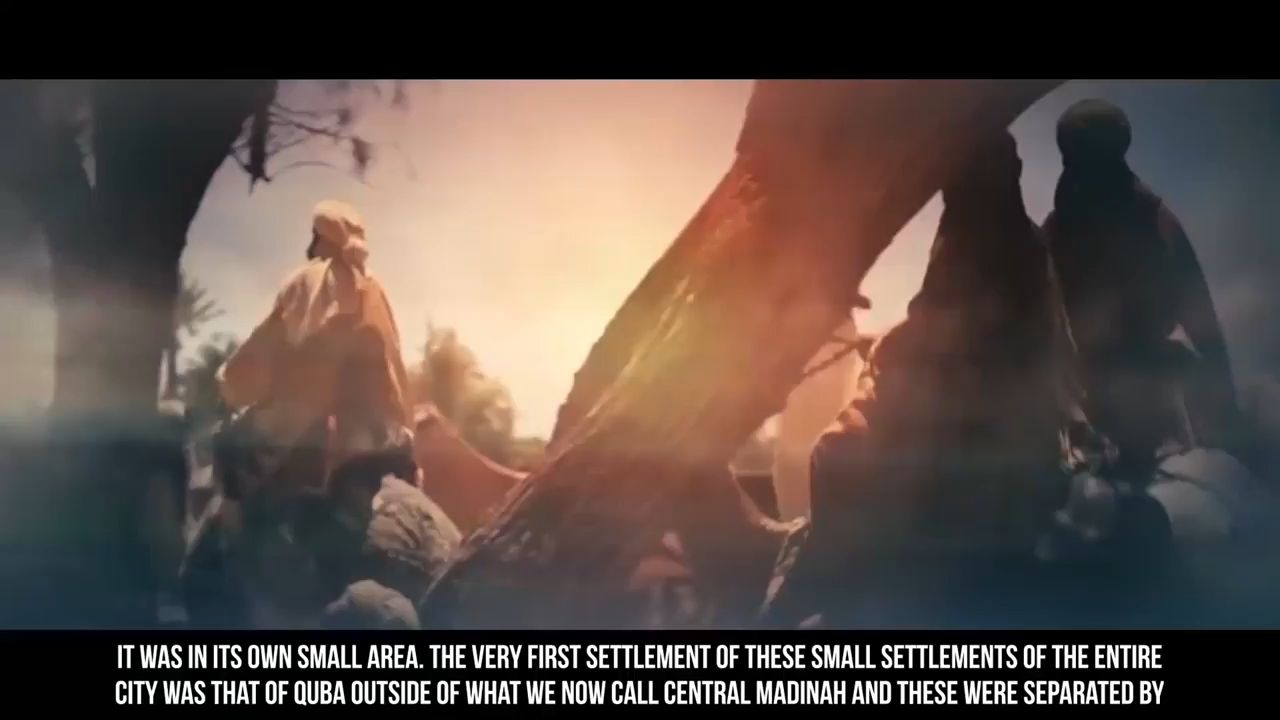 IT WAS IN ITS OWN SMALL AREA. THE VERY FIRST SETTLEMENT OF THESE SMALL SETTLEMENTS OF THE ENTIRE
CITY WAS THAT OF QUBA OUTSIDE OF WHAT WE NOW CALL CENTRAL MADINAH AND THESE WERE SEPARATED BY